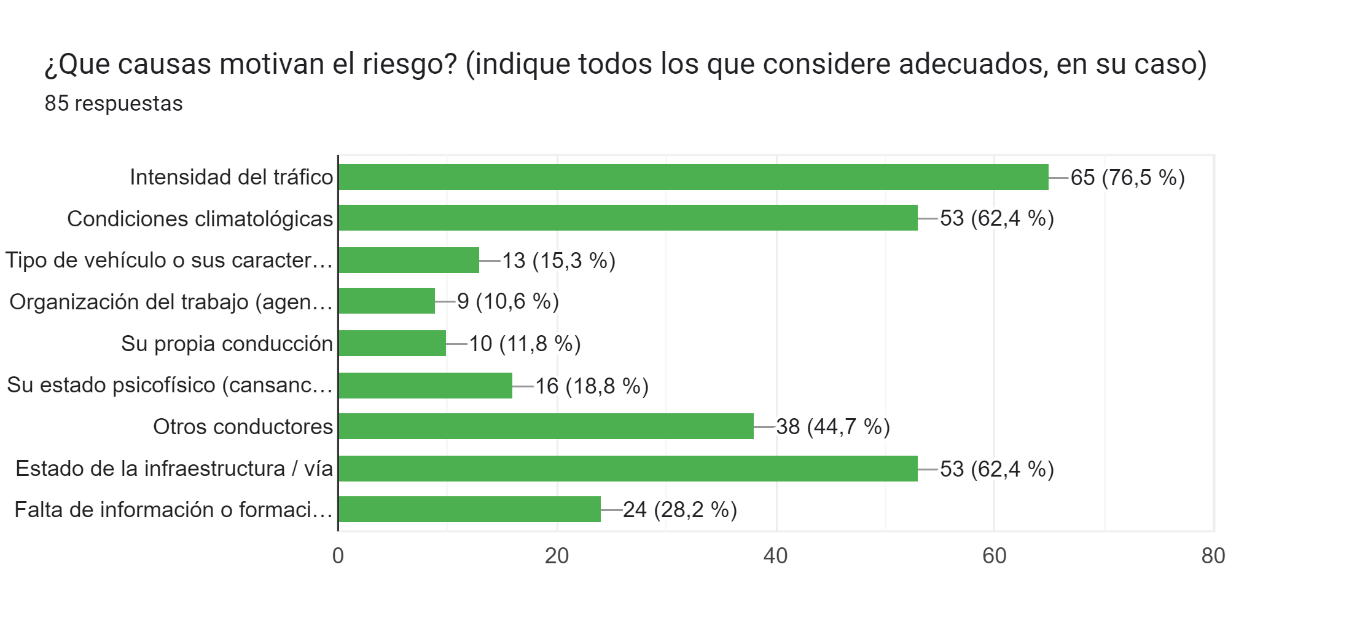 ¿Que causas motivan el riesgo? (indique todos los que considere adecuados, en su caso)
85 respuestas
Intensidad del tráfico 65 (76,5 %)
Condiciones climatológicas 53 (62,4 %)
Tipo de vehículo o sus caracter… 13 (15,3 %)
Organización del trabajo (agen… 9 (10,6 %)
Su propia conducción 10 (11,8 %)
Su estado psicofísico (cansanc… 16 (18,8 %)
Otros conductores 38 (44,7 %)
Estado de la infraestructura / vía 53 (62,4 %)
Falta de información o formaci… 24 (28,2 %)
0 20 40 60 80